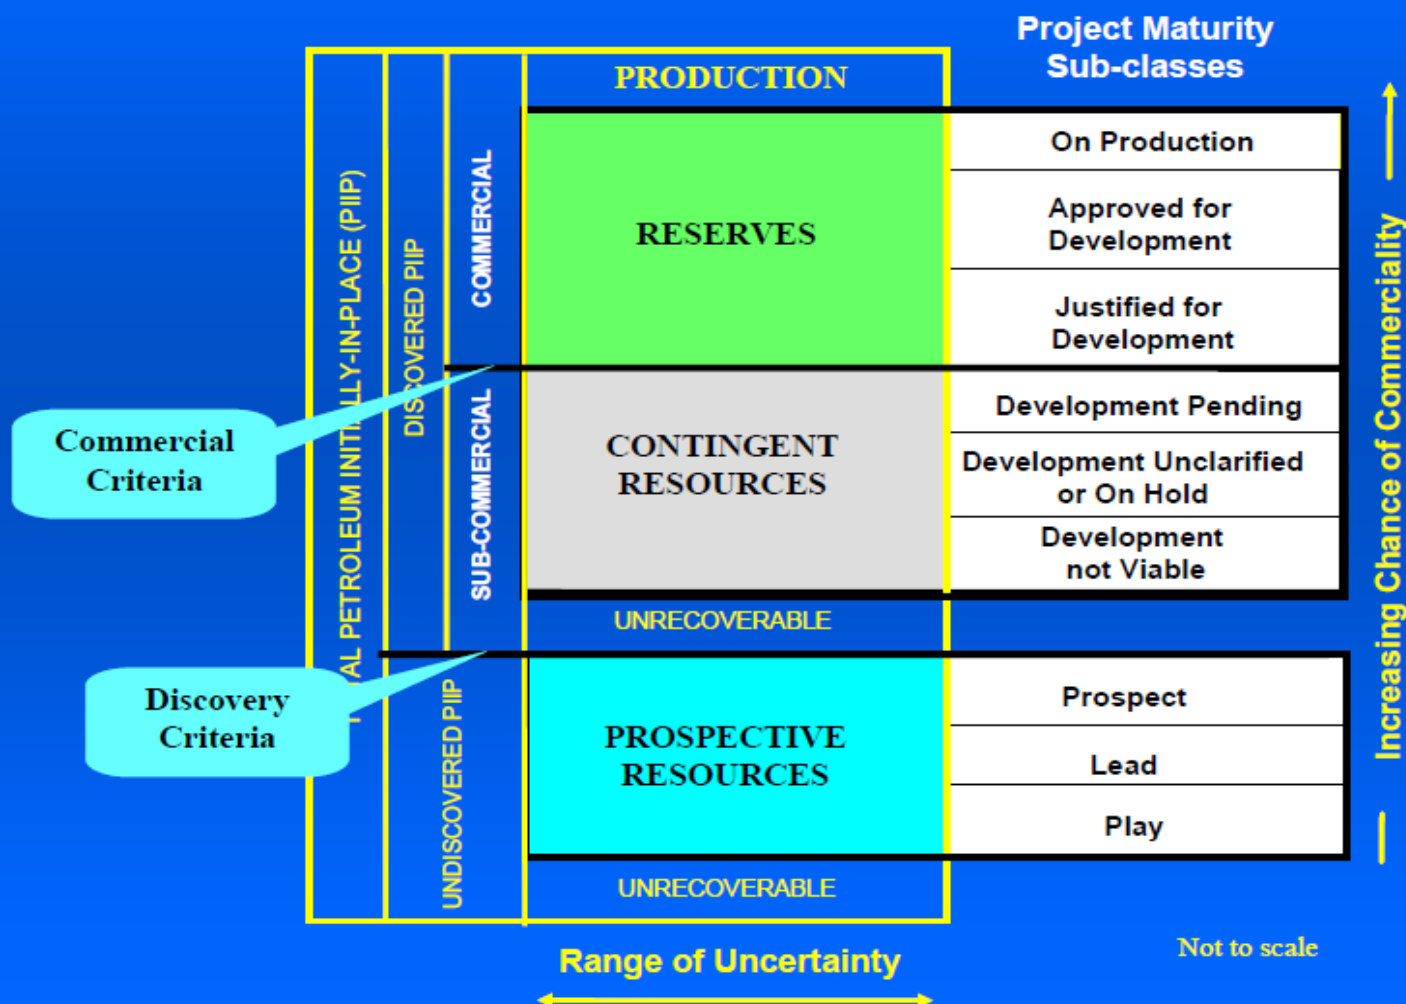 Project Maturity
Sub-classes
PRODUCTION
On Production
Approved for
Development
Justified for
Development
RESERVES
COMMERCIAL
DISCOVERED PIIP
AL PETROLEUM INITIALLY-IN-PLACE (PIIP)
Commercial
Criteria
SUB-COMMERCIAL
CONTINGENT
RESOURCES
Development Pending
Development Unclarified
or On Hold
Development
not Viable
UNRECOVERABLE
Discovery
Criteria
UNDISCOVERED PIIP
PROSPECTIVE
RESOURCES
Prospect
Lead
Play
UNRECOVERABLE
Increasing Chance of Commerciality
Range of Uncertainty
Not to scale